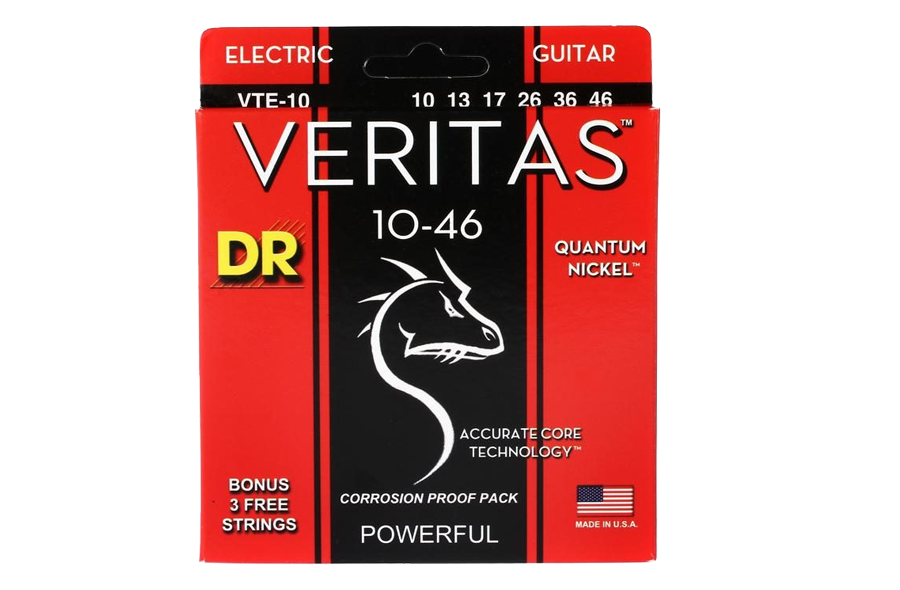 ELECTRIC GUITAR
VTE-10 10 13 17 26 36 46
VERITAS™
10-46
DR
QUANTUM
NICKEL™
ACCURATE CORE
TECHNOLOGY™
BONUS
3 FREE
STRINGS
CORROSION PROOF PACK
POWERFUL
MADE IN U.S.A.